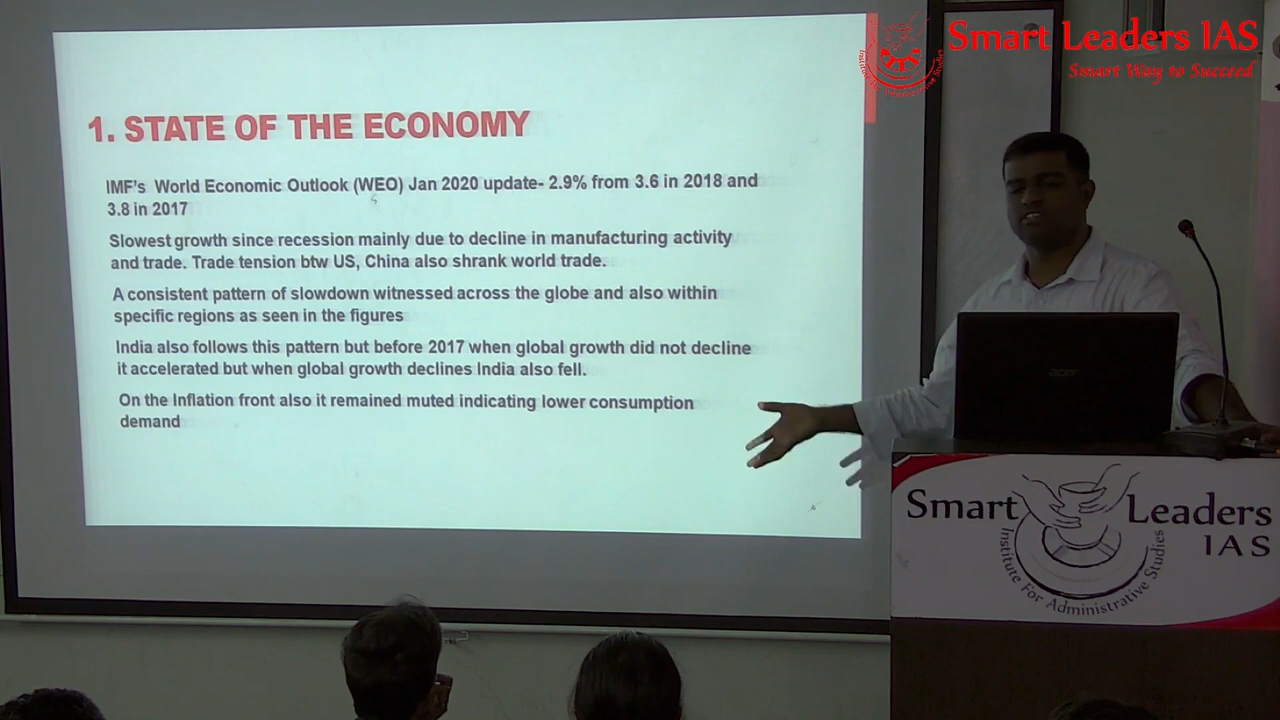 Smart Leaders IAS
Smart Way to Succeed
1. STATE OF THE ECONOMY
IMF's World Economic Outlook (WEO) Jan 2020 update- 2.9% from 3.6 in 2018 and
3.8 in 2017
Slowest growth since recession mainly due to decline in manufacturing activity
and trade. Trade tension btw US, China also shrank world trade.
A consistent pattern of slowdown witnessed across the globe and also within
specific regions as seen in the figures
India also follows this pattern but before 2017 when global growth did not decline
it accelerated but when global growth declines India also fell.
On the Inflation front also it remained muted indicating lower consumption
demand
acer
Smart Leaders
IAS
Institute For Administrative Studies